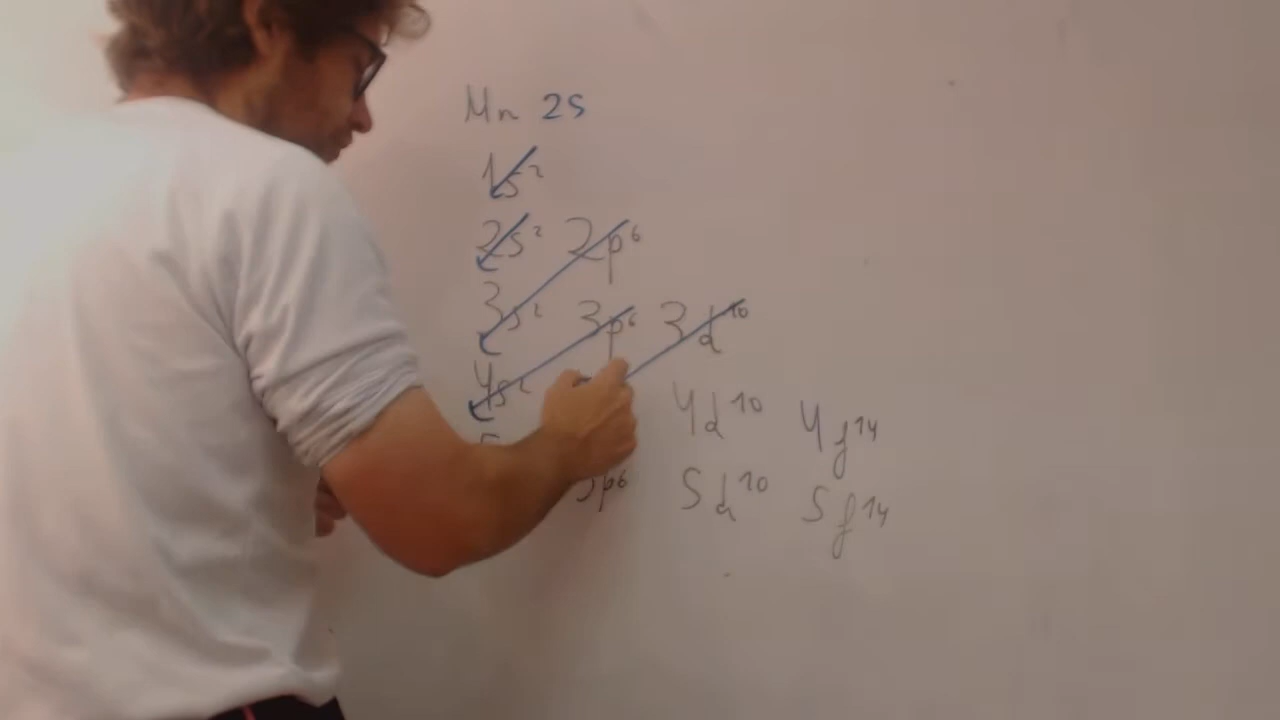 Mn 25
1s²
2s² 2p⁶
3s² 3p⁶ 3d¹⁰
4s² 4d¹⁰ 4f¹⁴
5p⁶ 5d¹⁰ 5f¹⁴